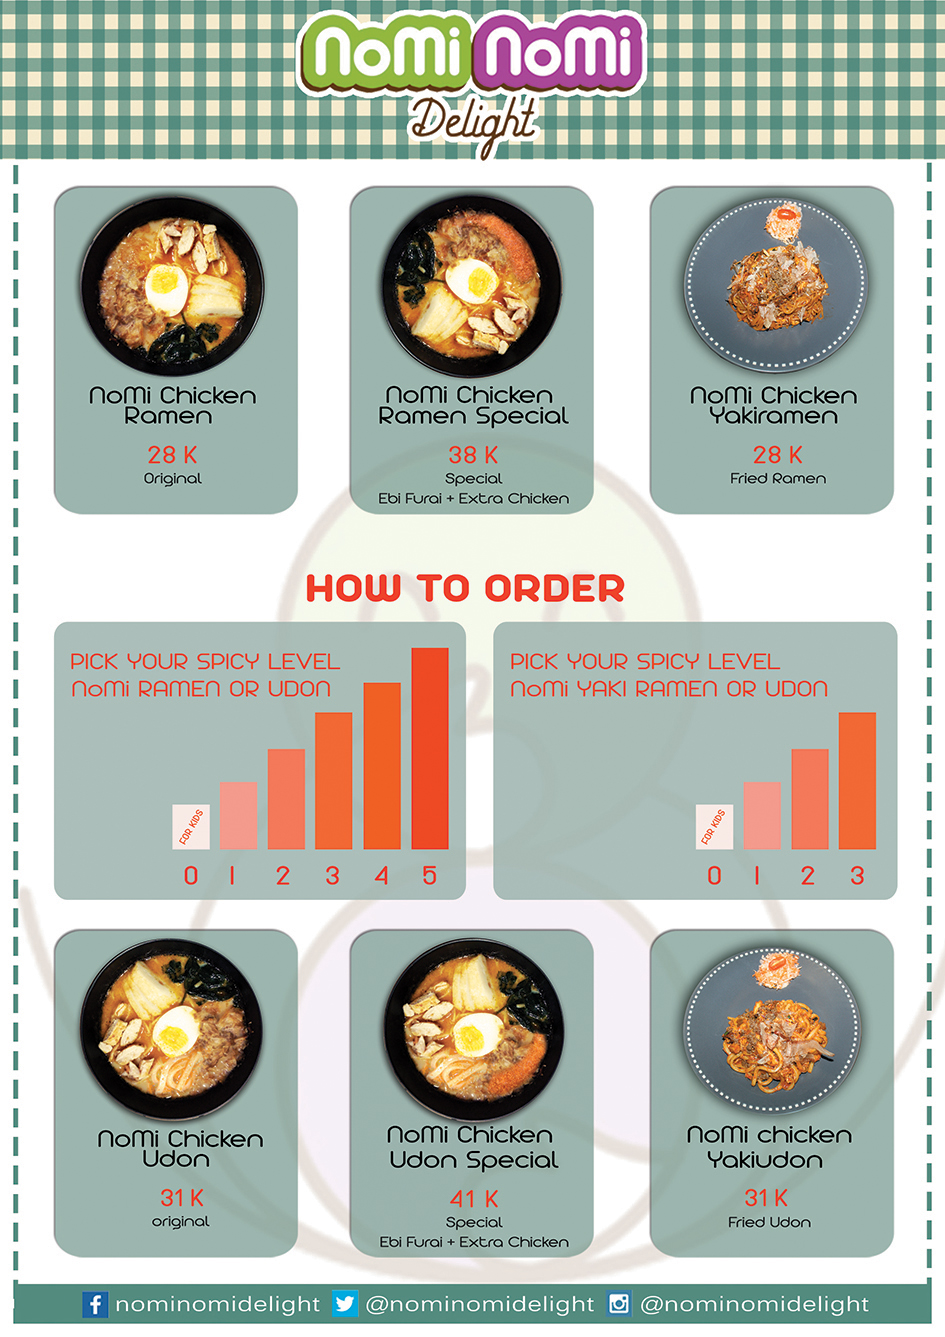 NoMi NoMi
Delight
NoMi Chicken
Ramen
28 K
Original
NoMi Chicken
Ramen Special
38 K
Special
Ebi Furai + Extra Chicken
NoMi Chicken
Yakiramen
28 K
Fried Ramen
HOW TO ORDER
PICK YOUR SPICY LEVEL
NoMi RAMEN OR UDON
FOR KIDS
0 1 2 3 4 5
PICK YOUR SPICY LEVEL
NoMi YAKI RAMEN OR UDON
FOR KIDS
0 1 2 3
NoMi Chicken
Udon
31 K
original
NoMi Chicken
Udon Special
41 K
Special
Ebi Furai + Extra Chicken
NoMi chicken
Yakiudon
31 K
Fried Udon
nominomidelight @nominomidelight @nominomidelight